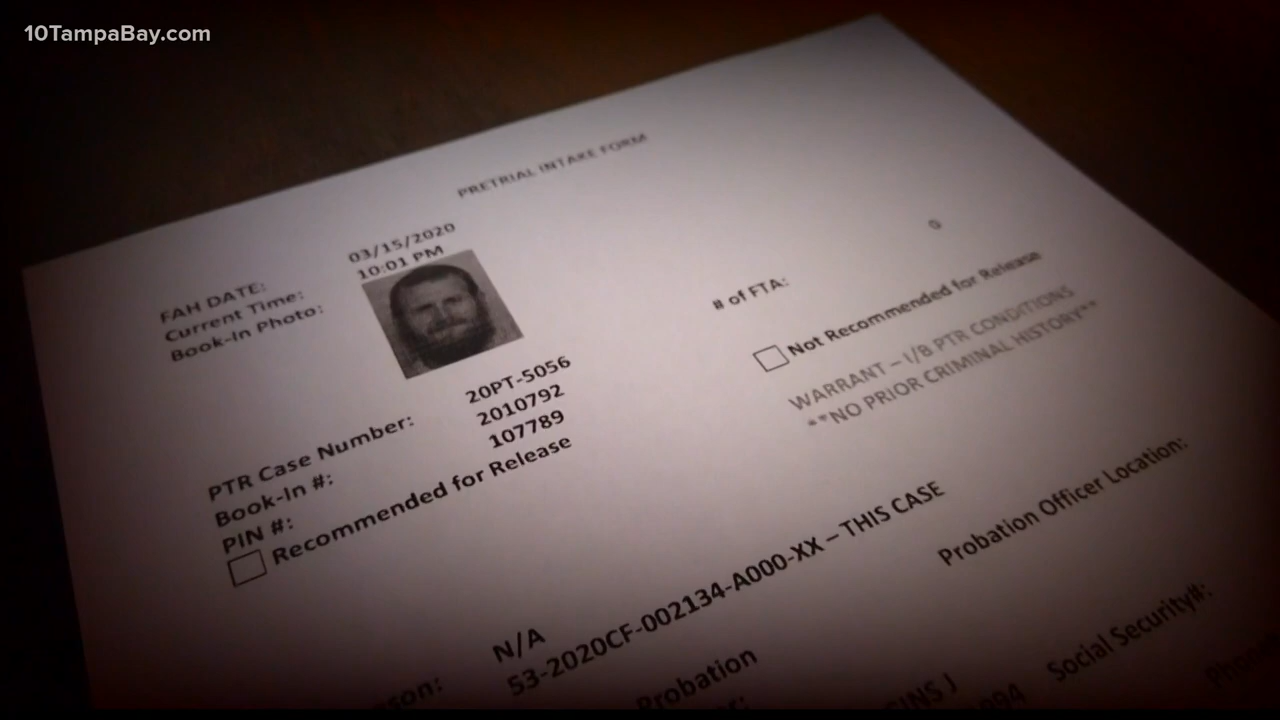 10TampaBay.com
PRETRIAL INTAKE FORM
FAH DATE: 03/15/2020
Current Time: 10:01 PM
Book-In Photo:
# of FTA: 0
Not Recommended for Release
WARRANT – I/B PTR CONDITIONS
**NO PRIOR CRIMINAL HISTORY**
PTR Case Number: 20PT-5056
Book-In #: 2010792
PIN #: 107789
Recommended for Release
N/A
53-2020CF-002134-A000-XX – THIS CASE
Probation Officer Location:
Probation
Social Security#: